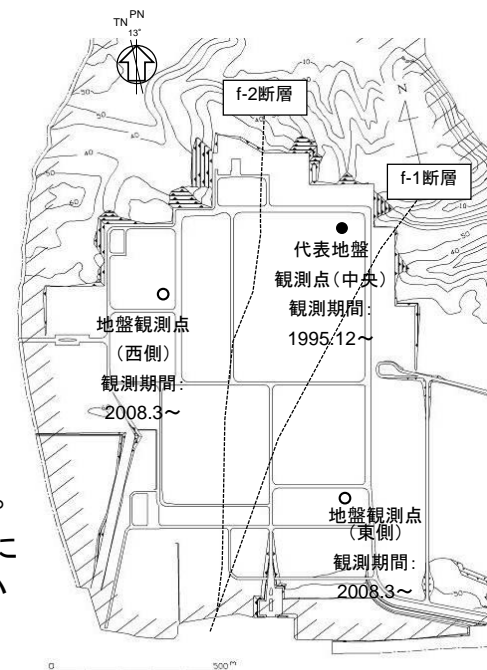 TN PN
13°
f-2断層
f-1断層
N
代表地盤
観測点(中央)
観測期間:
1995.12～
地盤観測点
(西側)
観測期間:
2008.3～
地盤観測点
(東側)
観測期間:
2008.3～
。
に
い
0 500m